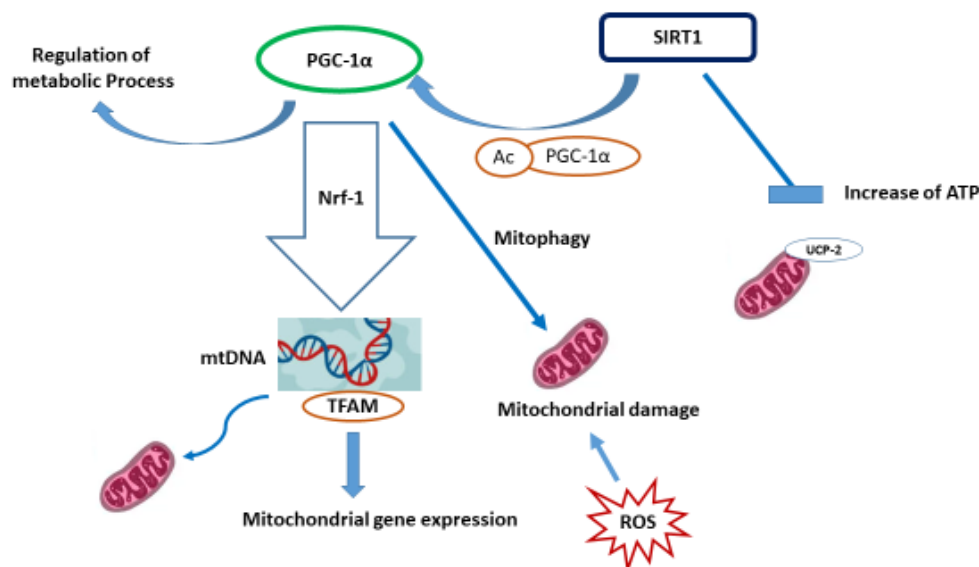 Regulation of
metabolic Process
PGC-1α
SIRT1
Ac
PGC-1α
Nrf-1
Increase of ATP
Mitophagy
UCP-2
mtDNA
TFAM
Mitochondrial damage
Mitochondrial gene expression
ROS